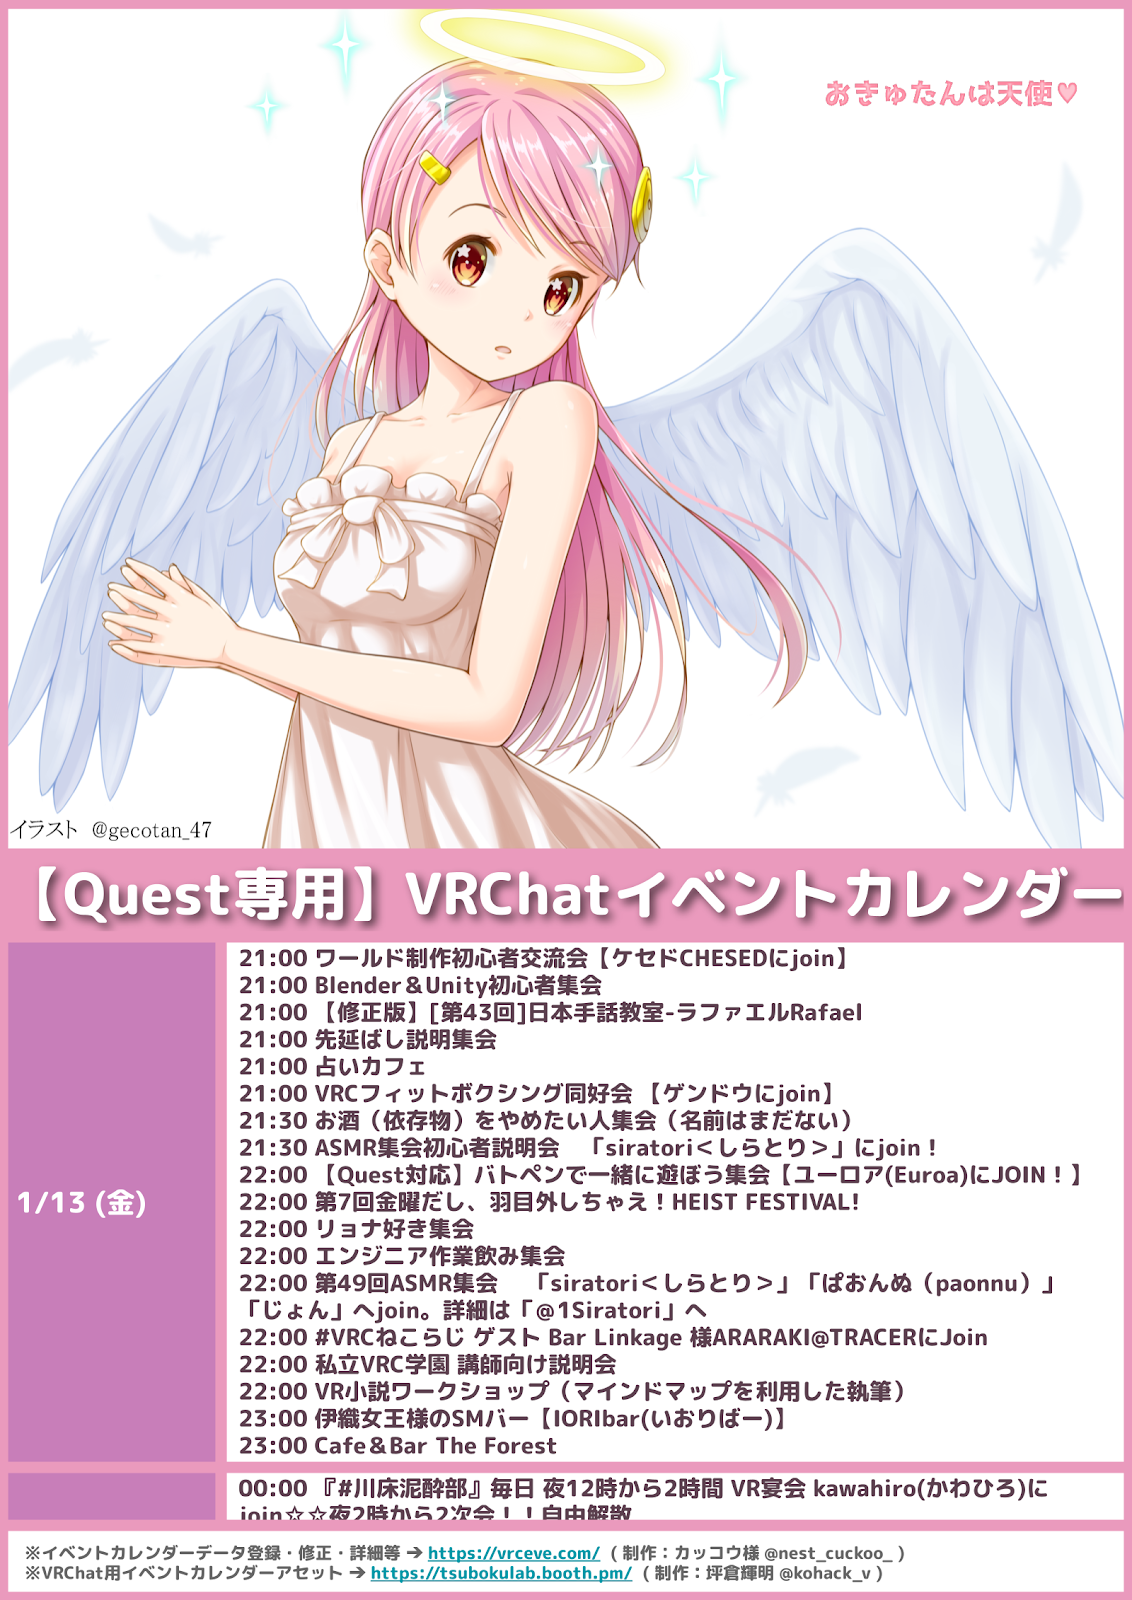 おきゅたんは天使♥
イラスト @gecotan_47
【Quest専用】VRChatイベントカレンダー
1/13 (金)
21:00 ワールド制作初心者交流会【ケセドCHESEDにjoin】
21:00 Blender＆Unity初心者集会
21:00 【修正版】[第43回]日本手話教室-ラファエルRafael
21:00 先延ばし説明集会
21:00 占いカフェ
21:00 VRCフィットボクシング同好会 【ゲンドウにjoin】
21:30 お酒（依存物）をやめたい人集会（名前はまだない）
21:30 ASMR集会初心者説明会　「siratori＜しらとり＞」にjoin！
22:00 【Quest対応】バトペンで一緒に遊ぼう集会【ユーロア(Euroa)にJOIN！】
22:00 第7回金曜だし、羽目外しちゃえ！HEIST FESTIVAL!
22:00 リョナ好き集会
22:00 エンジニア作業飲み集会
22:00 第49回ASMR集会　「siratori＜しらとり＞」「ぱおんぬ（paonnu）」
「じょん」へjoin。詳細は「@1Siratori」へ
22:00 #VRCねこらじ ゲスト Bar Linkage 様ARARAKI@TRACERにJoin
22:00 私立VRC学園 講師向け説明会
22:00 VR小説ワークショップ（マインドマップを利用した執筆）
23:00 伊織女王様のSMバー【IORIbar(いおりばー)】
23:00 Cafe＆Bar The Forest
00:00 『#川床泥酔部』毎日 夜12時から2時間 VR宴会 kawahiro(かわひろ)に
join☆☆夜2時から2次会！！自由解散
※イベントカレンダーデータ登録・修正・詳細等 ➔ https://vrceve.com/ （制作：カッコウ様 @nest_cuckoo_ ）
※VRChat用イベントカレンダーアセット ➔ https://tsubokulab.booth.pm/ （制作：坪倉輝明 @kohack_v ）